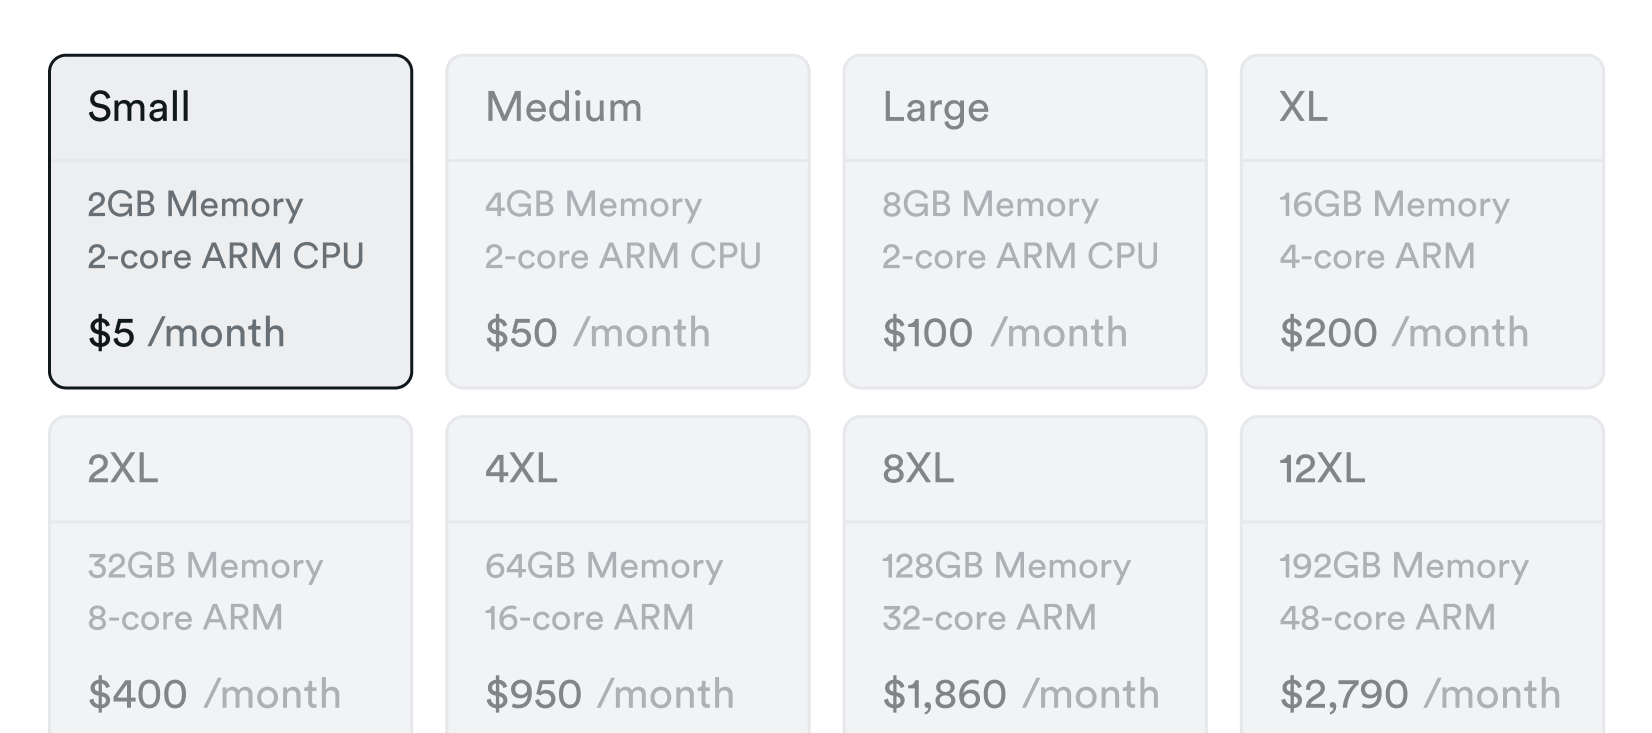 Small
2GB Memory
2-core ARM CPU
$5 /month
Medium
4GB Memory
2-core ARM CPU
$50 /month
Large
8GB Memory
2-core ARM CPU
$100 /month
XL
16GB Memory
4-core ARM
$200 /month
2XL
32GB Memory
8-core ARM
$400 /month
4XL
64GB Memory
16-core ARM
$950 /month
8XL
128GB Memory
32-core ARM
$1,860 /month
12XL
192GB Memory
48-core ARM
$2,790 /month